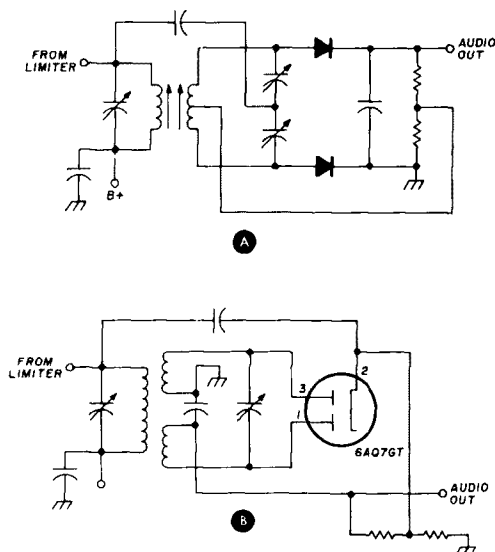 FROM
LIMITER
AUDIO
OUT
B+
A
FROM
LIMITER
3
2
1
6AQ7GT
AUDIO
OUT
B